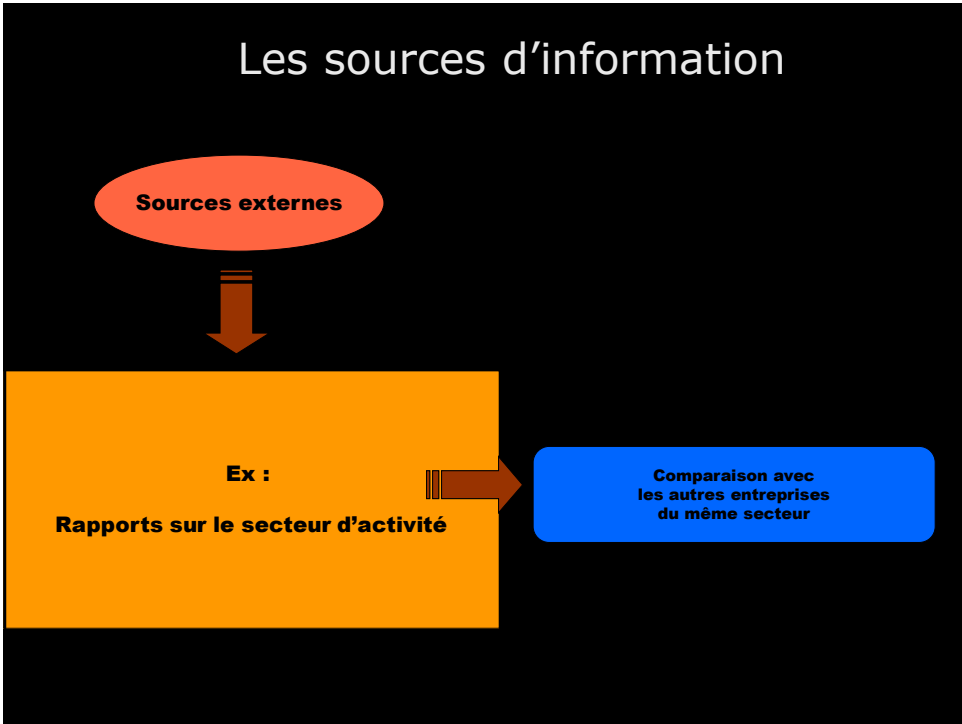 Les sources d’information
Sources externes
Ex :
Rapports sur le secteur d’activité
Comparaison avec
les autres entreprises
du même secteur